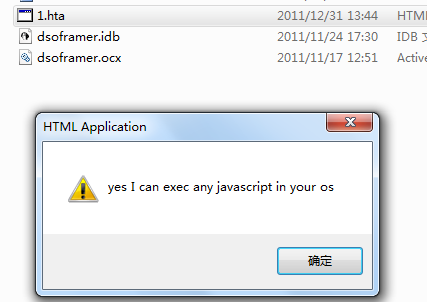 1.hta 2011/12/31 13:44 HTM
dsoframer.idb 2011/11/24 17:30 IDB 文
dsoframer.ocx 2011/11/17 12:51 Active
HTML Application
yes I can exec any javascript in your os
确定